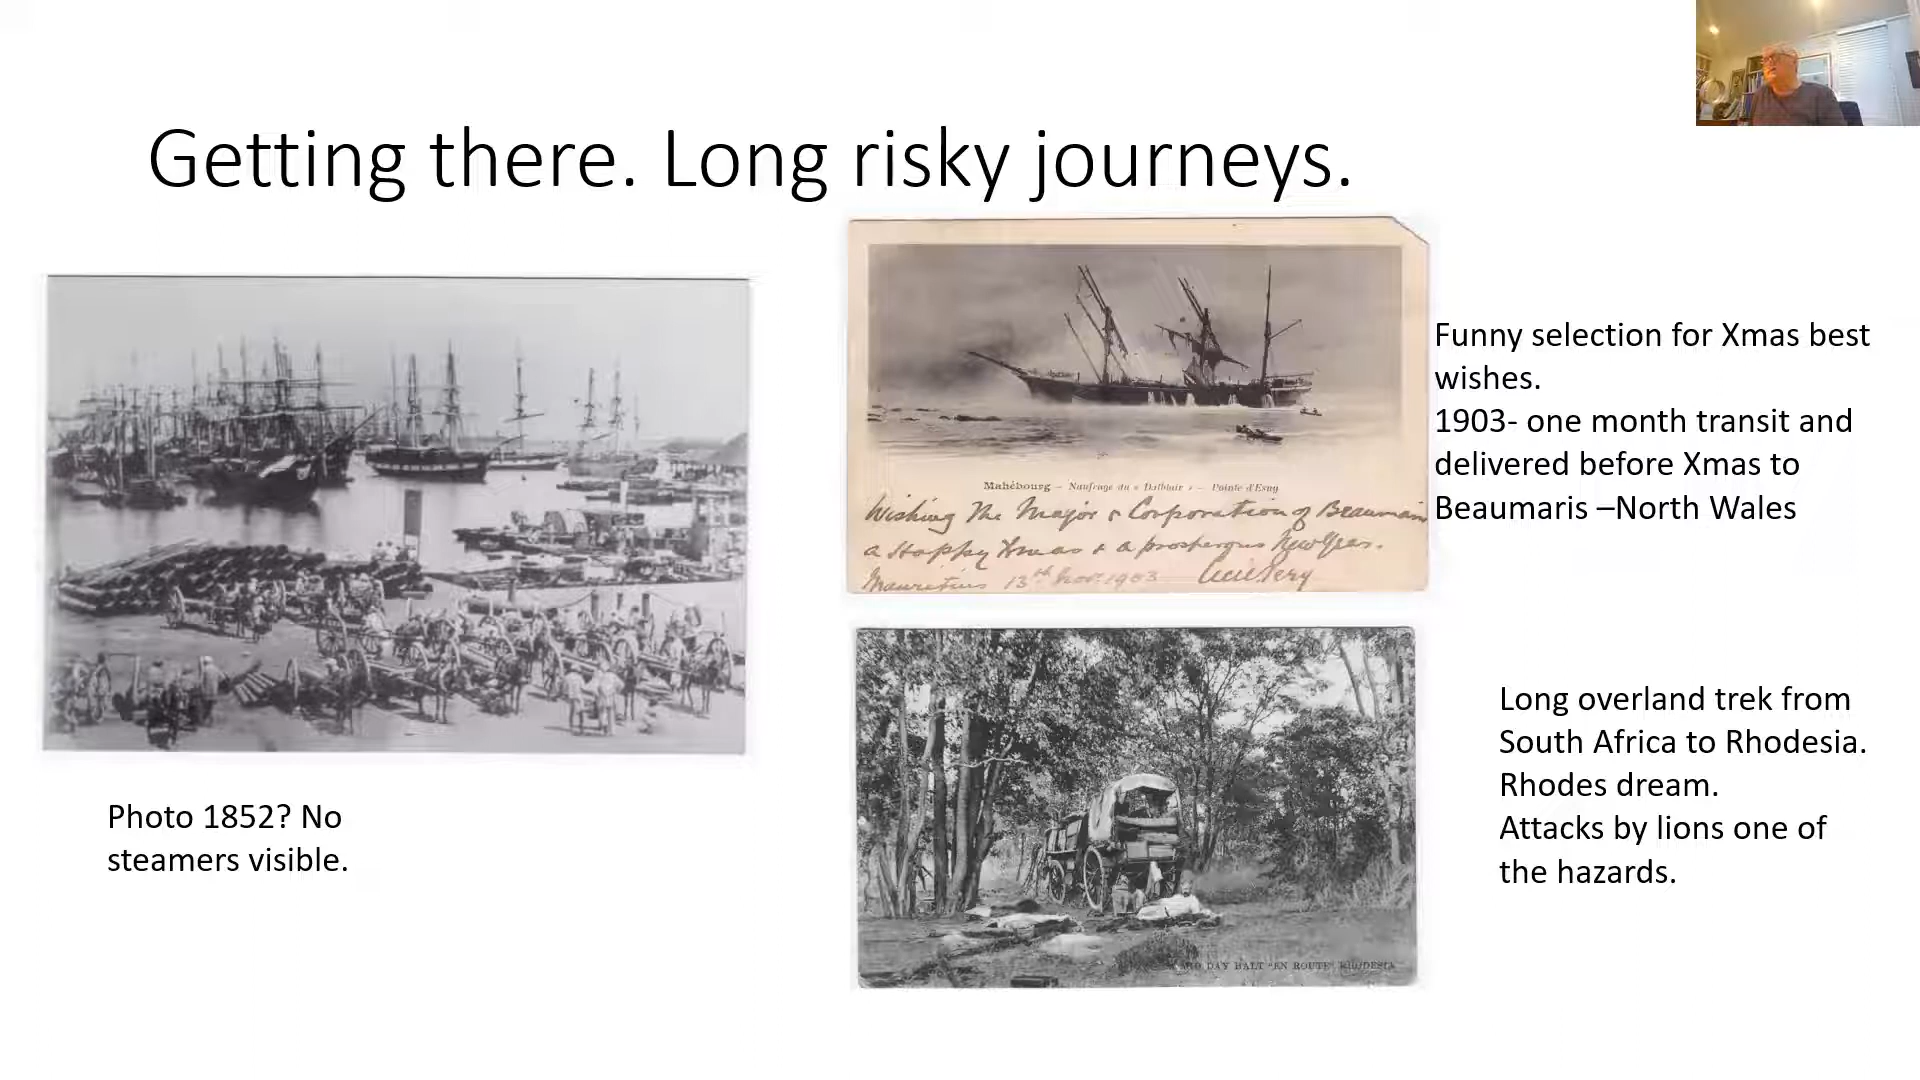 Getting there. Long risky journeys.
Funny selection for Xmas best
wishes.
1903- one month transit and
delivered before Xmas to
Beaumaris –North Wales
Mahébourg – Naufrage du « Dalblair » – Pointe d'Esny
Wishing The Mayor & Corporation of Beaumaris
a Happy Xmas & a prosperous New Year.
Mauritius 13th Nov. 1903
Long overland trek from
South Africa to Rhodesia.
Rhodes dream.
Attacks by lions one of
the hazards.
Photo 1852? No
steamers visible.
DAY HALT "EN ROUTE" RHODESIA